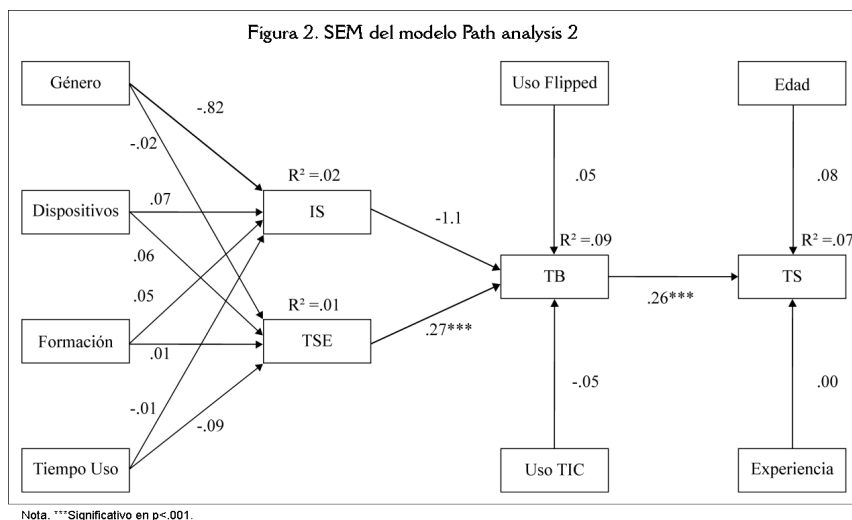 Figura 2. SEM del modelo Path analysis 2
Género
Uso Flipped
Edad
-.82
-.02
R² =.02
.05
.08
Dispositivos
.07
IS
-1.1
R² =.09
R² =.07
.06
TB
TS
.05
R² =.01
.26***
Formación
.01
TSE
.27***
-.01
-.09
-.05
.00
Tiempo Uso
Uso TIC
Experiencia
Nota. ***Significativo en p<.001.